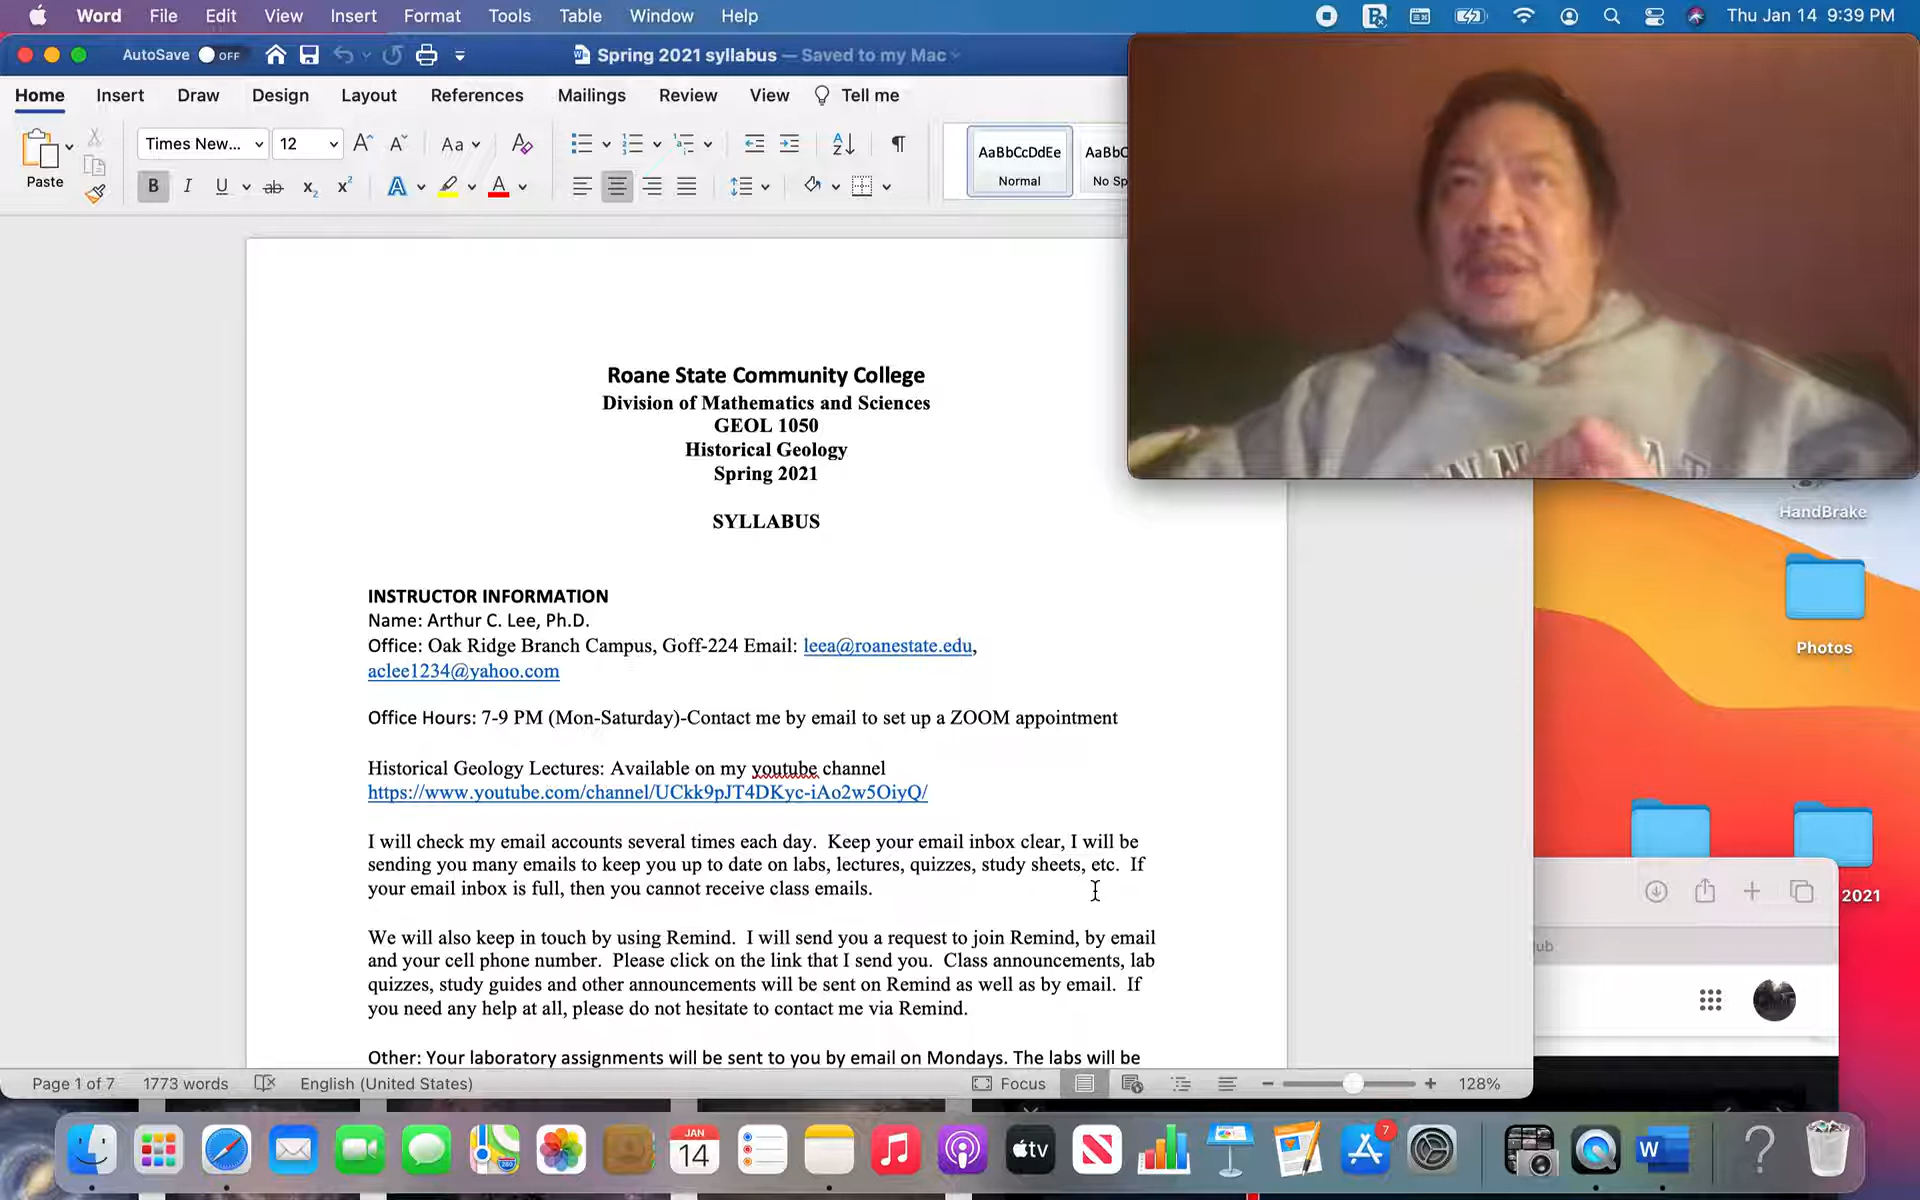 Word File Edit View Insert Format Tools Table Window Help Thu Jan 14 9:39 PM
AutoSave OFF Spring 2021 syllabus — Saved to my Mac
Home Insert Draw Design Layout References Mailings Review View Tell me
Paste Times New... 12 Aa AaBbCcDdEe AaBbC
B I U ab x2 x2 A A Normal No Sp
Roane State Community College
Division of Mathematics and Sciences
GEOL 1050
Historical Geology
Spring 2021
SYLLABUS
INSTRUCTOR INFORMATION
Name: Arthur C. Lee, Ph.D.
Office: Oak Ridge Branch Campus, Goff-224 Email: leea@roanestate.edu,
aclee1234@yahoo.com
Office Hours: 7-9 PM (Mon-Saturday)-Contact me by email to set up a ZOOM appointment
Historical Geology Lectures: Available on my youtube channel
https://www.youtube.com/channel/UCkk9pJT4DKyc-iAo2w5OiyQ/
I will check my email accounts several times each day.  Keep your email inbox clear, I will be
sending you many emails to keep you up to date on labs, lectures, quizzes, study sheets, etc.  If
your email inbox is full, then you cannot receive class emails.
We will also keep in touch by using Remind.  I will send you a request to join Remind, by email
and your cell phone number.  Please click on the link that I send you.  Class announcements, lab
quizzes, study guides and other announcements will be sent on Remind as well as by email.  If
you need any help at all, please do not hesitate to contact me via Remind.
Other: Your laboratory assignments will be sent to you by email on Mondays. The labs will be
Page 1 of 7 1773 words English (United States) Focus 128%
HandBrake
Photos
2021
ub
JAN
14
tv
7
W